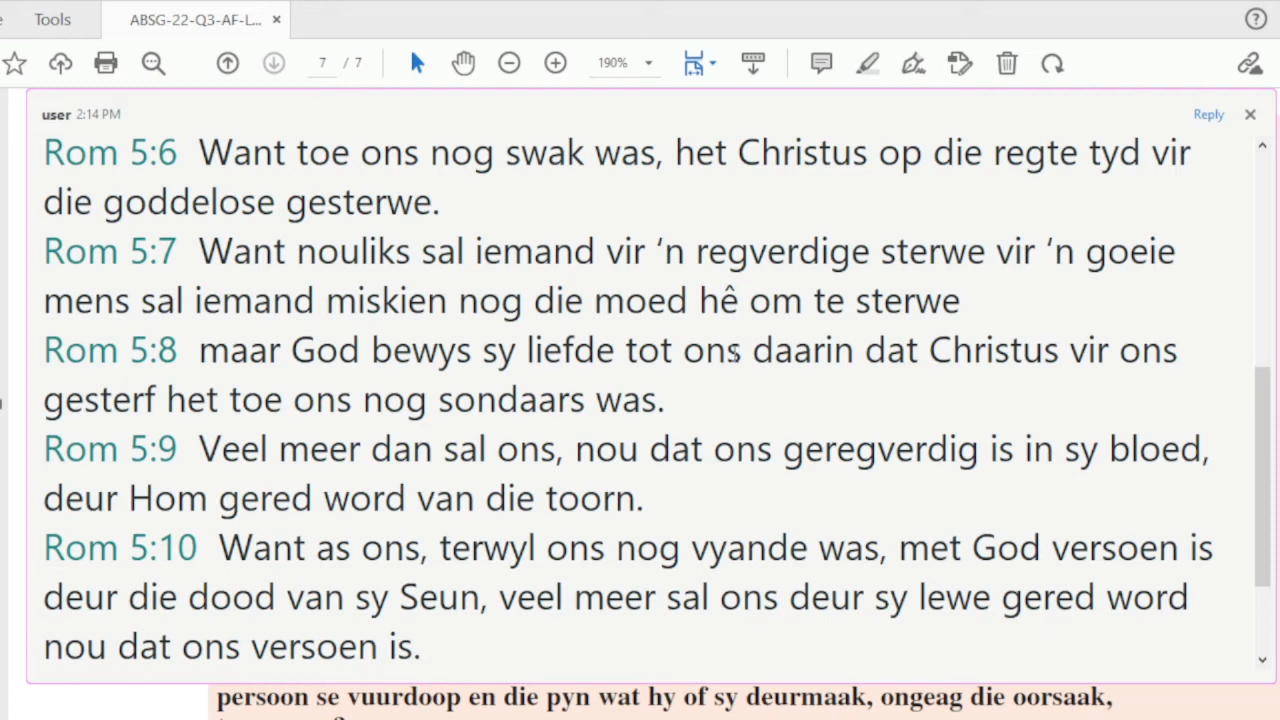 Tools
ABSG-22-Q3-AF-L... ×
7 / 7
190%
user 2:14 PM
Reply
Rom 5:6 Want toe ons nog swak was, het Christus op die regte tyd vir
die goddelose gesterwe.
Rom 5:7 Want nouliks sal iemand vir ‘n regverdige sterwe vir ‘n goeie
mens sal iemand miskien nog die moed hê om te sterwe
Rom 5:8 maar God bewys sy liefde tot ons daarin dat Christus vir ons
gesterf het toe ons nog sondaars was.
Rom 5:9 Veel meer dan sal ons, nou dat ons geregverdig is in sy bloed,
deur Hom gered word van die toorn.
Rom 5:10 Want as ons, terwyl ons nog vyande was, met God versoen is
deur die dood van sy Seun, veel meer sal ons deur sy lewe gered word
nou dat ons versoen is.
persoon se vuurdoop en die pyn wat hy of sy deurmaak, ongeag die oorsaak,